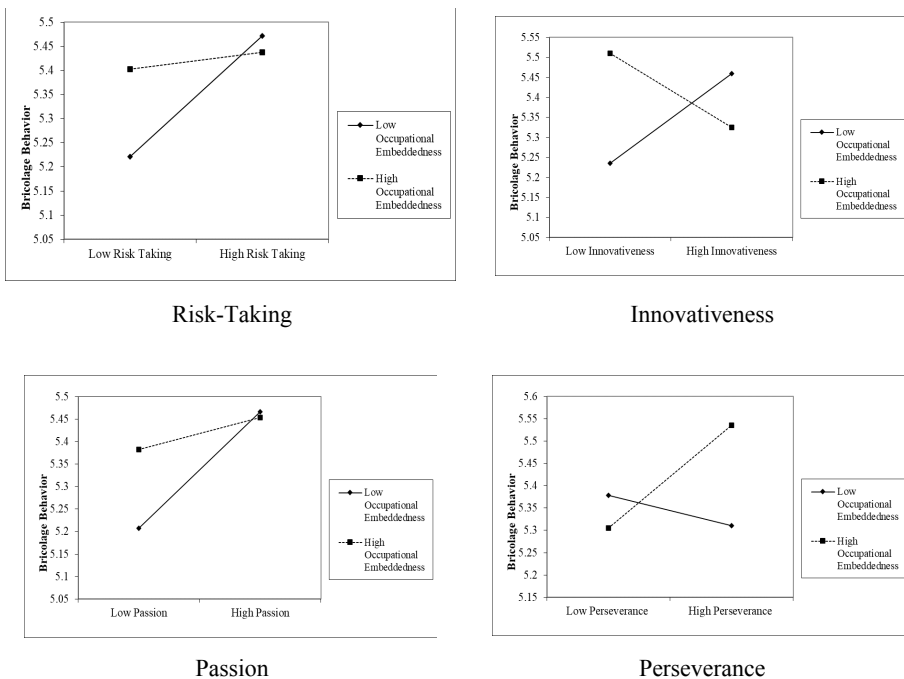 5.5
5.45
5.4
5.35
5.3
5.25
5.2
5.15
5.1
5.05
Bricolage Behavior
Low Risk Taking
High Risk Taking
Low
Occupational
Embeddedness
High
Occupational
Embeddedness
Risk-Taking
5.55
5.5
5.45
5.4
5.35
5.3
5.25
5.2
5.15
5.1
5.05
Bricolage Behavior
Low Innovativeness
High Innovativeness
Low
Occupational
Embeddedness
High
Occupational
Embeddedness
Innovativeness
5.5
5.45
5.4
5.35
5.3
5.25
5.2
5.15
5.1
5.05
Bricolage Behavior
Low Passion
High Passion
Low
Occupational
Embeddedness
High
Occupational
Embeddedness
Passion
5.6
5.55
5.5
5.45
5.4
5.35
5.3
5.25
5.2
5.15
Bricolage Behavior
Low Perseverance
High Perseverance
Low
Occupational
Embeddedness
High
Occupational
Embeddedness
Perseverance